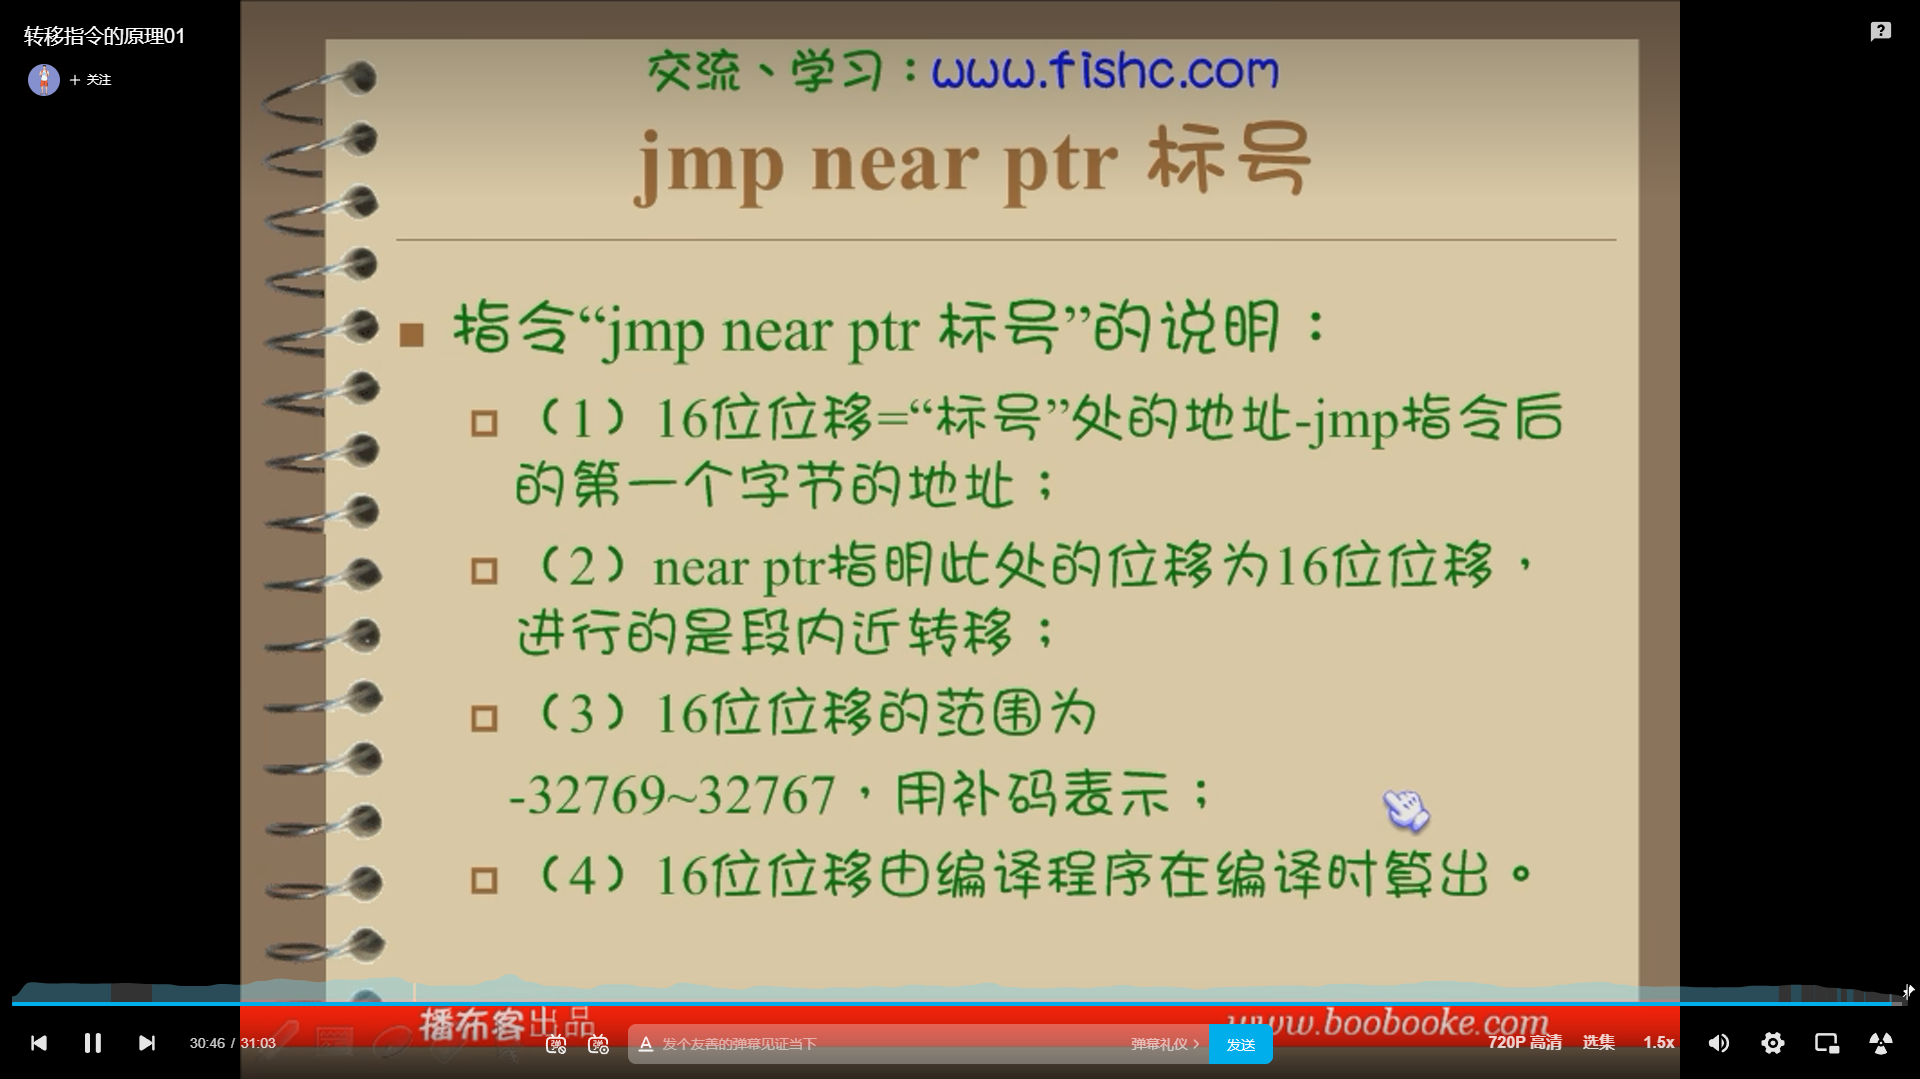 转移指令的原理01
+ 关注
交流、学习：www.fishc.com
jmp near ptr 标号
指令“jmp near ptr 标号”的说明：
（1）16位位移=“标号”处的地址-jmp指令后
的第一个字节的地址；
（2）near ptr指明此处的位移为16位位移，
进行的是段内近转移；
（3）16位位移的范围为
-32769~32767，用补码表示；
（4）16位位移由编译程序在编译时算出。
播布客出品
www.boobooke.com
30:46 / 31:03
发个友善的弹幕见证当下
弹幕礼仪 >
发送
720P 高清
选集
1.5x